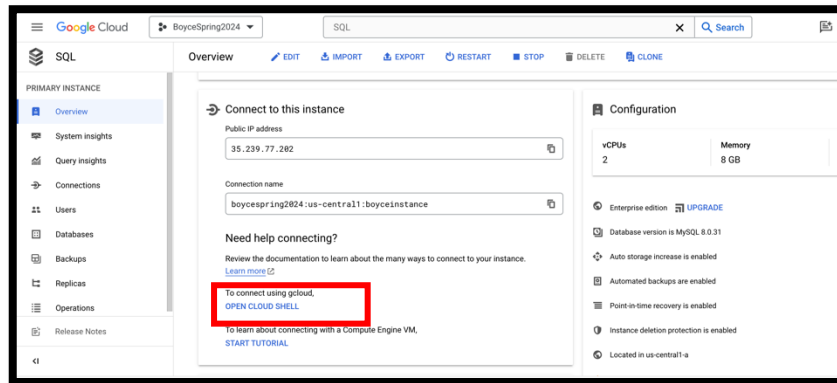 Google Cloud
BoyceSpring2024
SQL
Search
SQL
Overview
EDIT
IMPORT
EXPORT
RESTART
STOP
DELETE
CLONE
PRIMARY INSTANCE
Overview
System insights
Query insights
Connections
Users
Databases
Backups
Replicas
Operations
Release Notes
Connect to this instance
Public IP address
35.239.77.202
Connection name
boycespring2024:us-central1:boyceinstance
Need help connecting?
Review the documentation to learn about the many ways to connect to your instance.
Learn more
To connect using gcloud,
OPEN CLOUD SHELL
To learn about connecting with a Compute Engine VM,
START TUTORIAL
Configuration
vCPUs Memory
2 8 GB
Enterprise edition UPGRADE
Database version is MySQL 8.0.31
Auto storage increase is enabled
Automated backups are enabled
Point-in-time recovery is enabled
Instance deletion protection is enabled
Located in us-central1-a